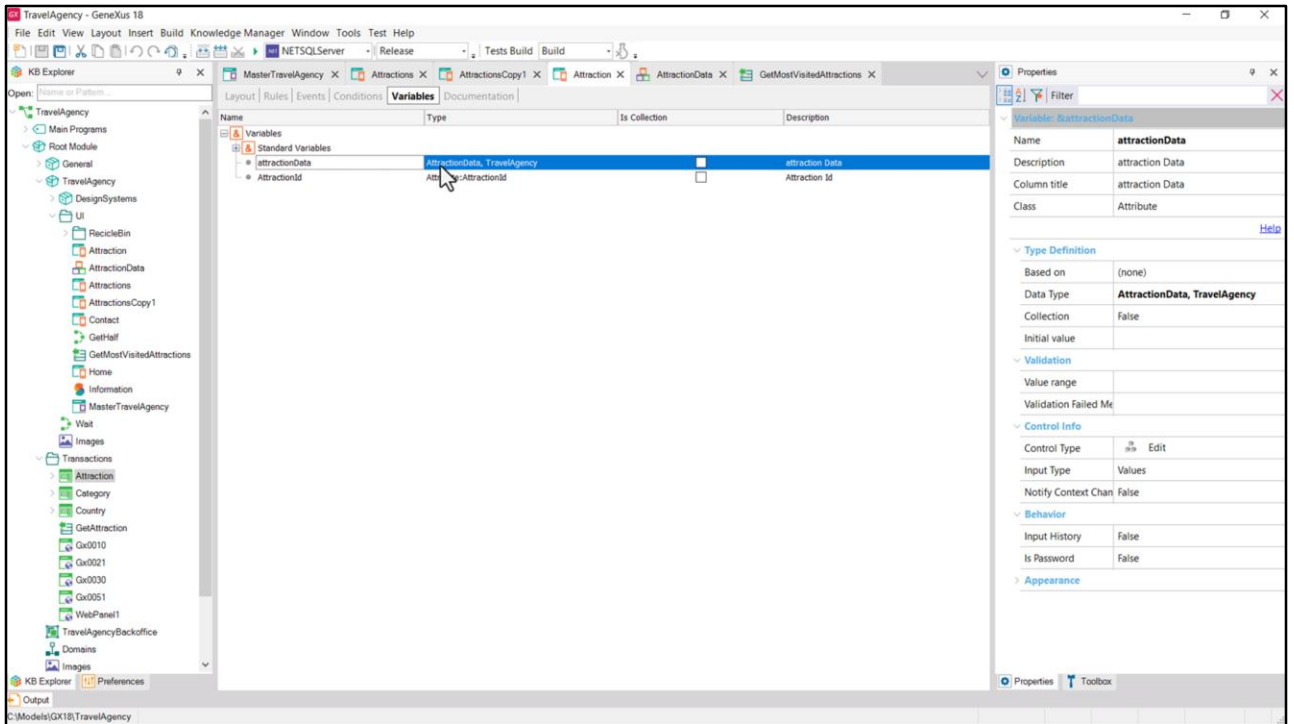 GX TravelAgency - GeneXus 18
File Edit View Layout Insert Build Knowledge Manager Window Tools Test Help
NETSQLServer Release Tests Build Build
KB Explorer
Open: Name or Pattern...
TravelAgency
Main Programs
Root Module
General
TravelAgency
DesignSystems
UI
RecicleBin
Attraction
AttractionData
Attractions
AttractionsCopy1
Contact
GetHalf
GetMostVisitedAttractions
Home
Information
MasterTravelAgency
Wait
Images
Transactions
Attraction
Category
Country
GetAttraction
Gx0010
Gx0021
Gx0030
Gx0051
WebPanel1
TravelAgencyBackoffice
Domains
Images
KB Explorer Preferences
MasterTravelAgency Attractions AttractionsCopy1 Attraction AttractionData GetMostVisitedAttractions
Layout Rules Events Conditions Variables Documentation
Name Type Is Collection Description
& Variables
& Standard Variables
attractionData AttractionData, TravelAgency attraction Data
AttractionId :AttractionId Attraction Id
Properties
Filter
Variable: &attractionData
Name attractionData
Description attraction Data
Column title attraction Data
Class Attribute
Help
Type Definition
Based on (none)
Data Type AttractionData, TravelAgency
Collection False
Initial value
Validation
Value range
Validation Failed Me
Control Info
Control Type Edit
Input Type Values
Notify Context Chan False
Behavior
Input History False
Is Password False
Appearance
Properties Toolbox
Output
C:\Models\GX18\TravelAgency